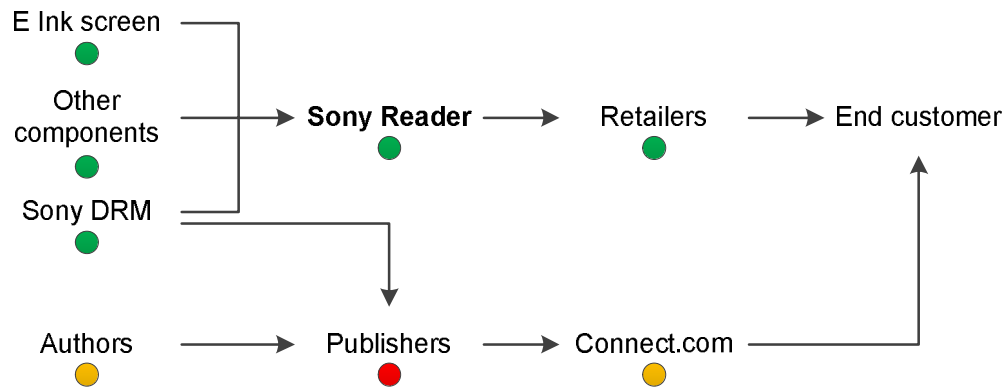 E Ink screen
Other
components
Sony Reader
Retailers
End customer
Sony DRM
Authors
Publishers
Connect.com